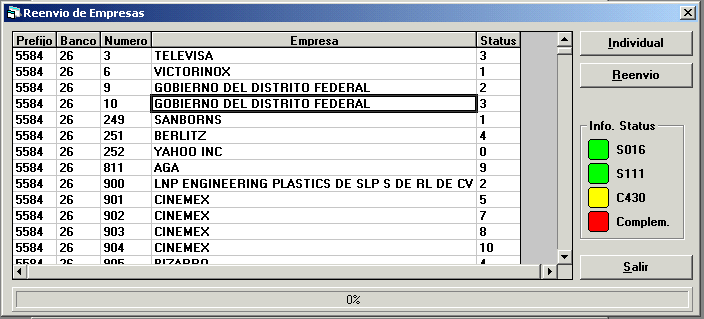 Reenvio de Empresas
Prefijo Banco Numero Empresa Status
5584 26 3 TELEVISA 3
5584 26 6 VICTORINOX 1
5584 26 9 GOBIERNO DEL DISTRITO FEDERAL 2
5584 26 10 GOBIERNO DEL DISTRITO FEDERAL 3
5584 26 249 SANBORNS 1
5584 26 251 BERLITZ 4
5584 26 252 YAHOO INC 0
5584 26 811 AGA 9
5584 26 900 LNP ENGINEERING PLASTICS DE SLP S DE RL DE CV 2
5584 26 901 CINEMEX 5
5584 26 902 CINEMEX 7
5584 26 903 CINEMEX 8
5584 26 904 CINEMEX 10
5584 26 905 BIZARRO 4
Individual
Reenvio
Info. Status
S016
S111
C430
Complem.
Salir
0%